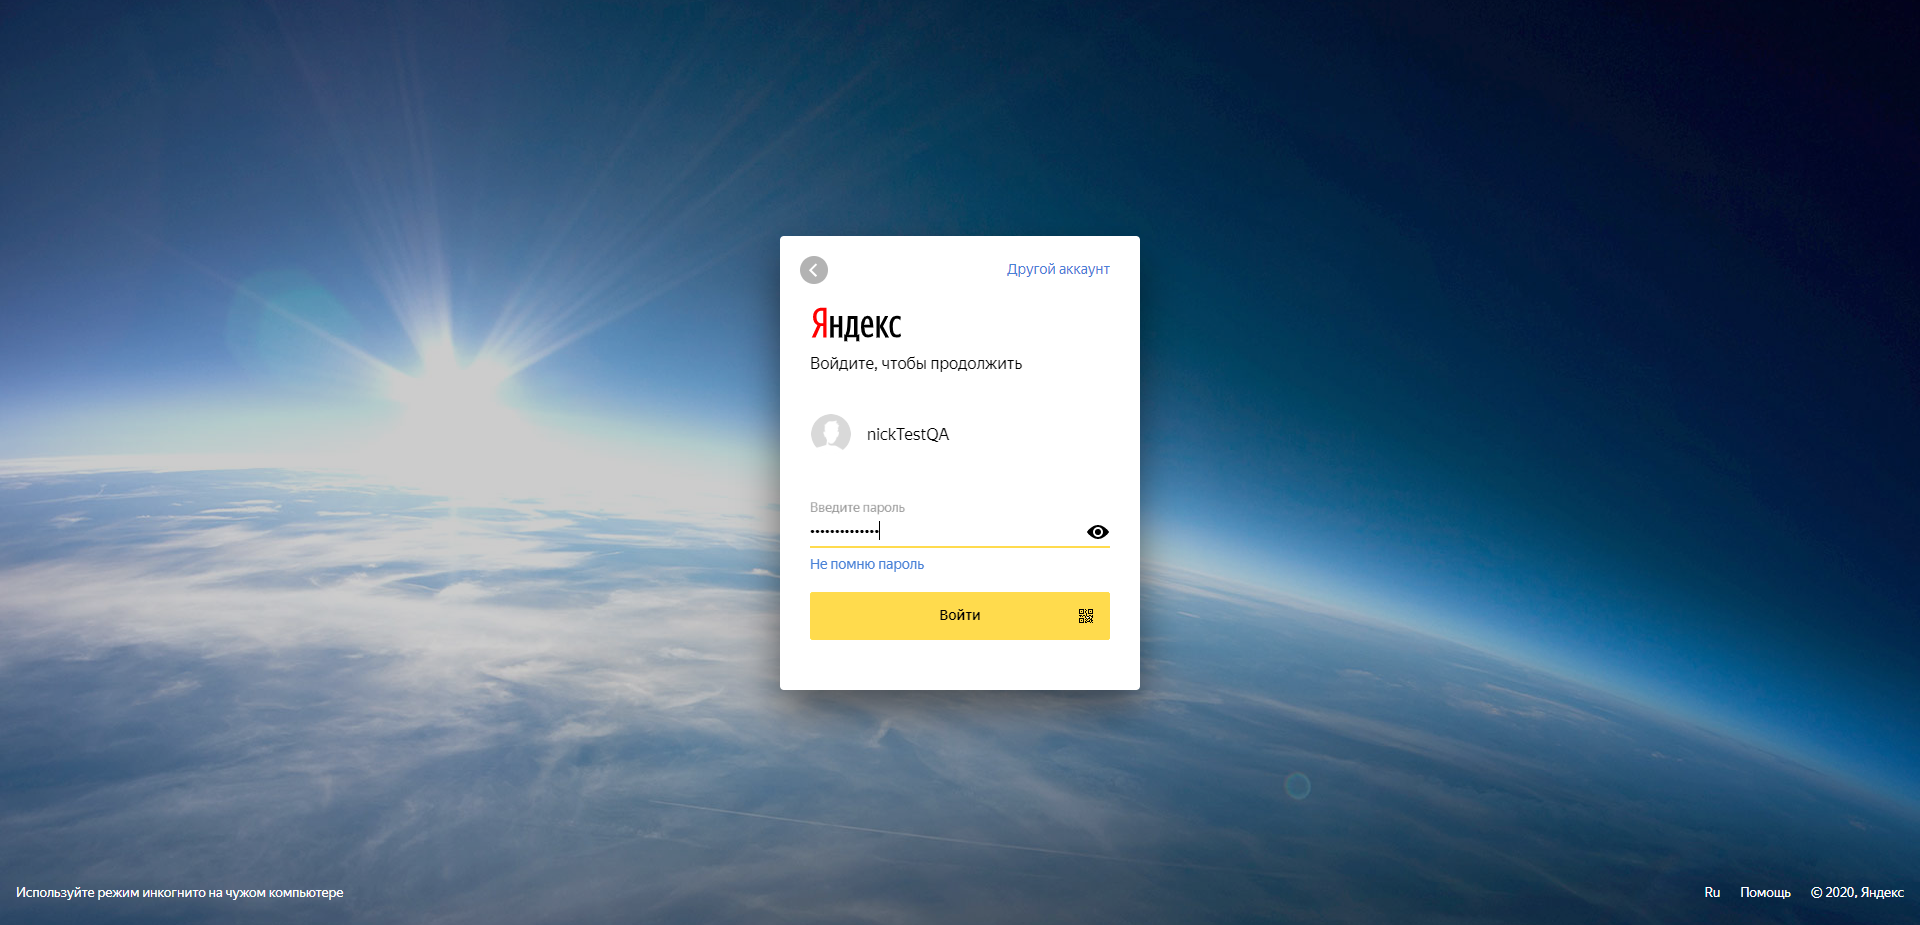 Другой аккаунт
Яндекс
Войдите, чтобы продолжить
nickTestQA
Введите пароль
••••••••••••••
Не помню пароль
Войти
Используйте режим инкогнито на чужом компьютере
Ru Помощь © 2020, Яндекс